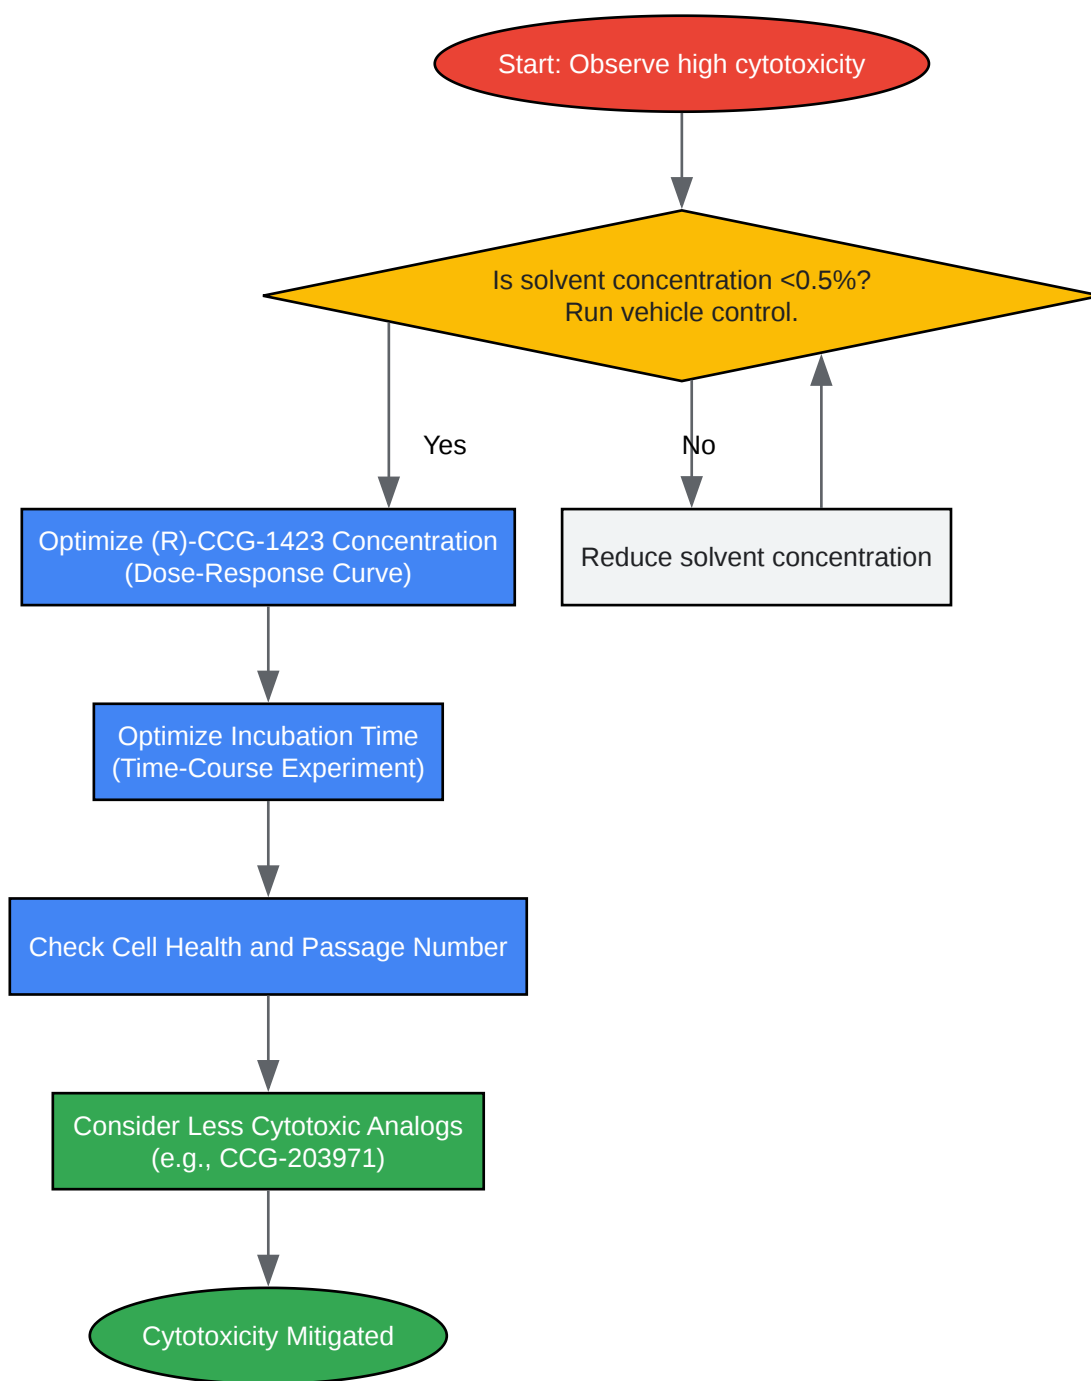 Start: Observe high cytotoxicity
Is solvent concentration <0.5%?
Run vehicle control.
Yes
No
Optimize (R)-CCG-1423 Concentration
(Dose-Response Curve)
Reduce solvent concentration
Optimize Incubation Time
(Time-Course Experiment)
Check Cell Health and Passage Number
Consider Less Cytotoxic Analogs
(e.g., CCG-203971)
Cytotoxicity Mitigated